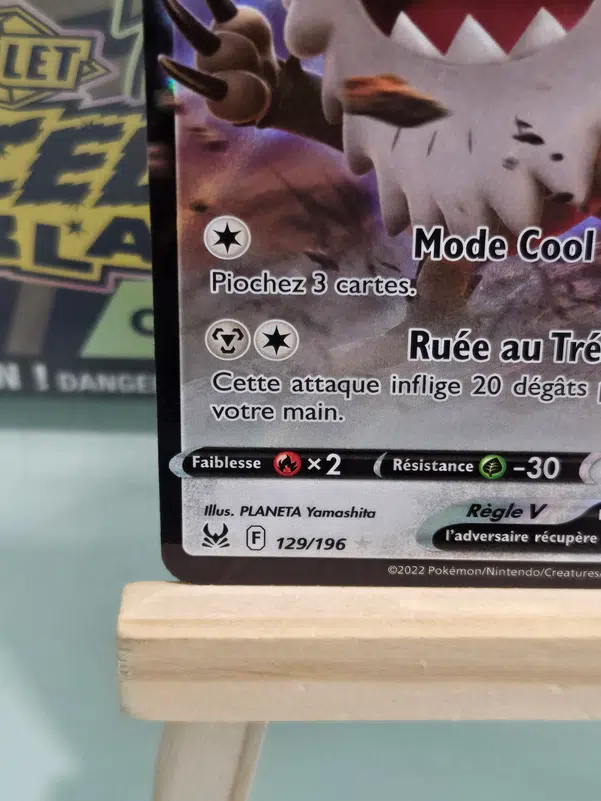 LET
Mode Cool
Piochez 3 cartes.
Ruée au Tré
Cette attaque inflige 20 dégâts
votre main.
Faiblesse ×2 Résistance -30
Illus. PLANETA Yamashita
Règle V
F 129/196
l'adversaire récupère
©2022 Pokémon/Nintendo/Creatures
N ! DANGE